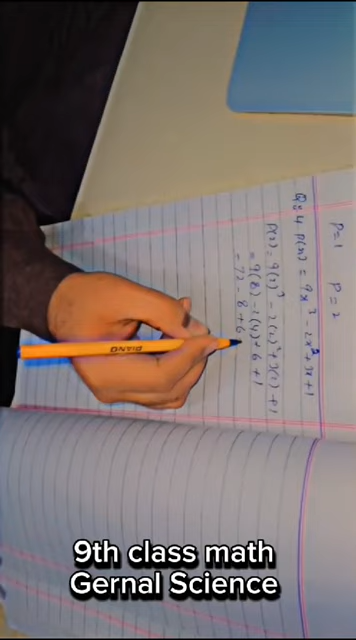 P=1 P=2
Q:4 P(x) = 9x³ - 2x² + 3x + 1
P(2) = 9(2)³ - 2(2)² + 3(2) + 1
= 9(8) - 2(4) + 6 + 1
= 72 - 8 + 6
PIANO
9th class math
Gernal Science